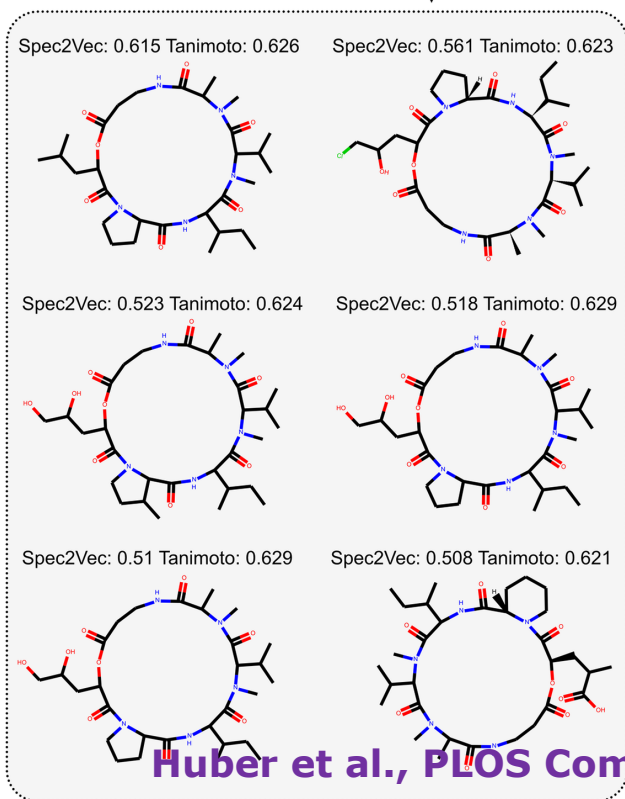 Spec2Vec: 0.615 Tanimoto: 0.626
Spec2Vec: 0.561 Tanimoto: 0.623
Spec2Vec: 0.523 Tanimoto: 0.624
Spec2Vec: 0.518 Tanimoto: 0.629
Spec2Vec: 0.51 Tanimoto: 0.629
Spec2Vec: 0.508 Tanimoto: 0.621
Huber et al., PLOS Com